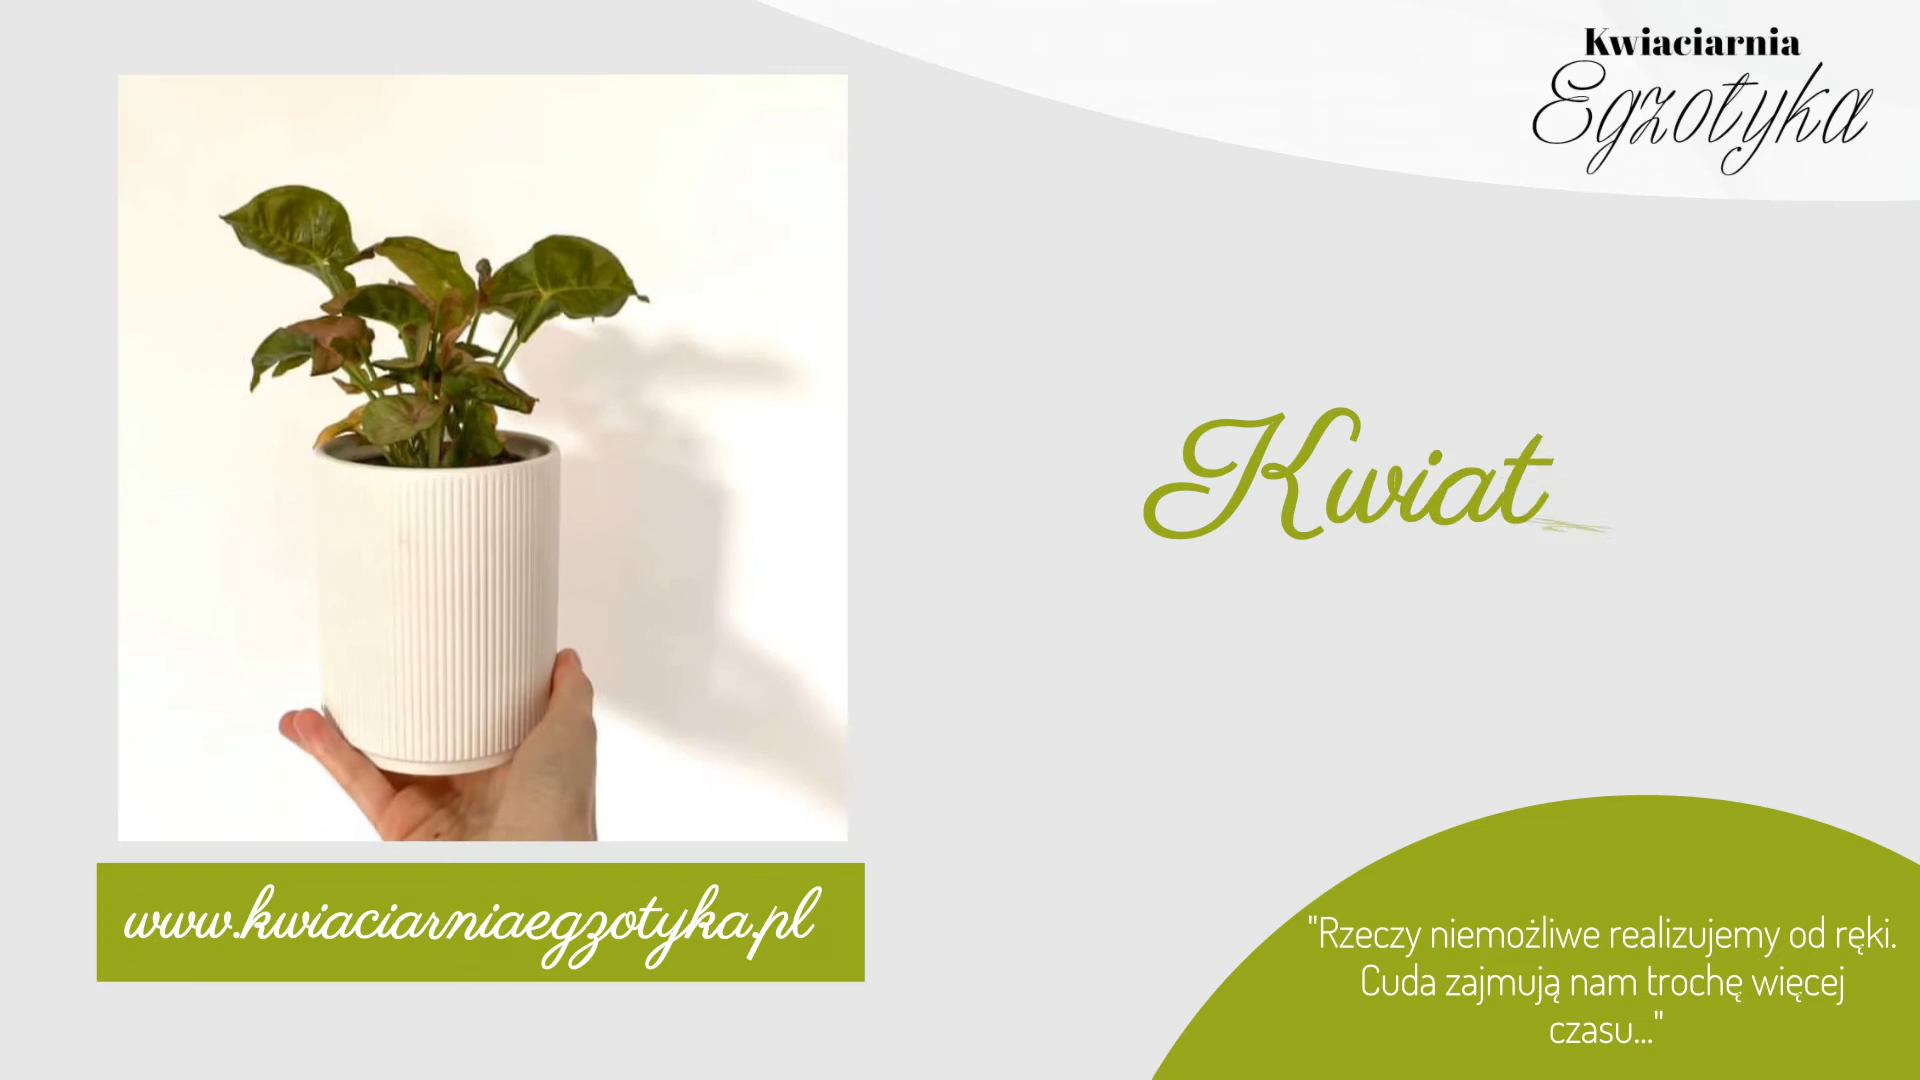 Kwiaciarnia
Egzotyka
Kwiat
www.kwiaciarniaegzotyka.pl
"Rzeczy niemożliwe realizujemy od ręki.
Cuda zajmują nam trochę więcej
czasu..."